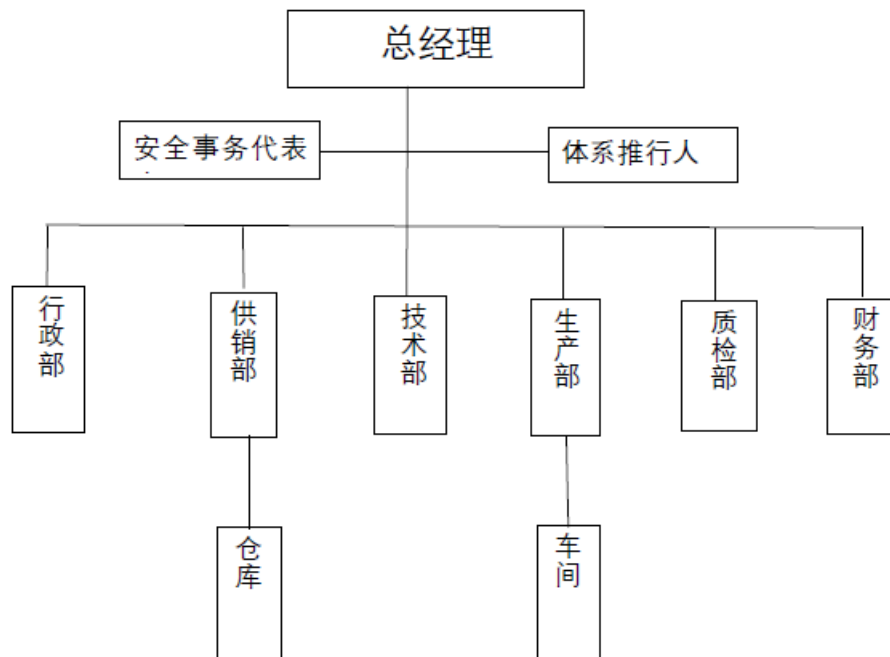 总经理
安全事务代表
体系推行人
行政部
供销部
技术部
生产部
质检部
财务部
仓库
车间